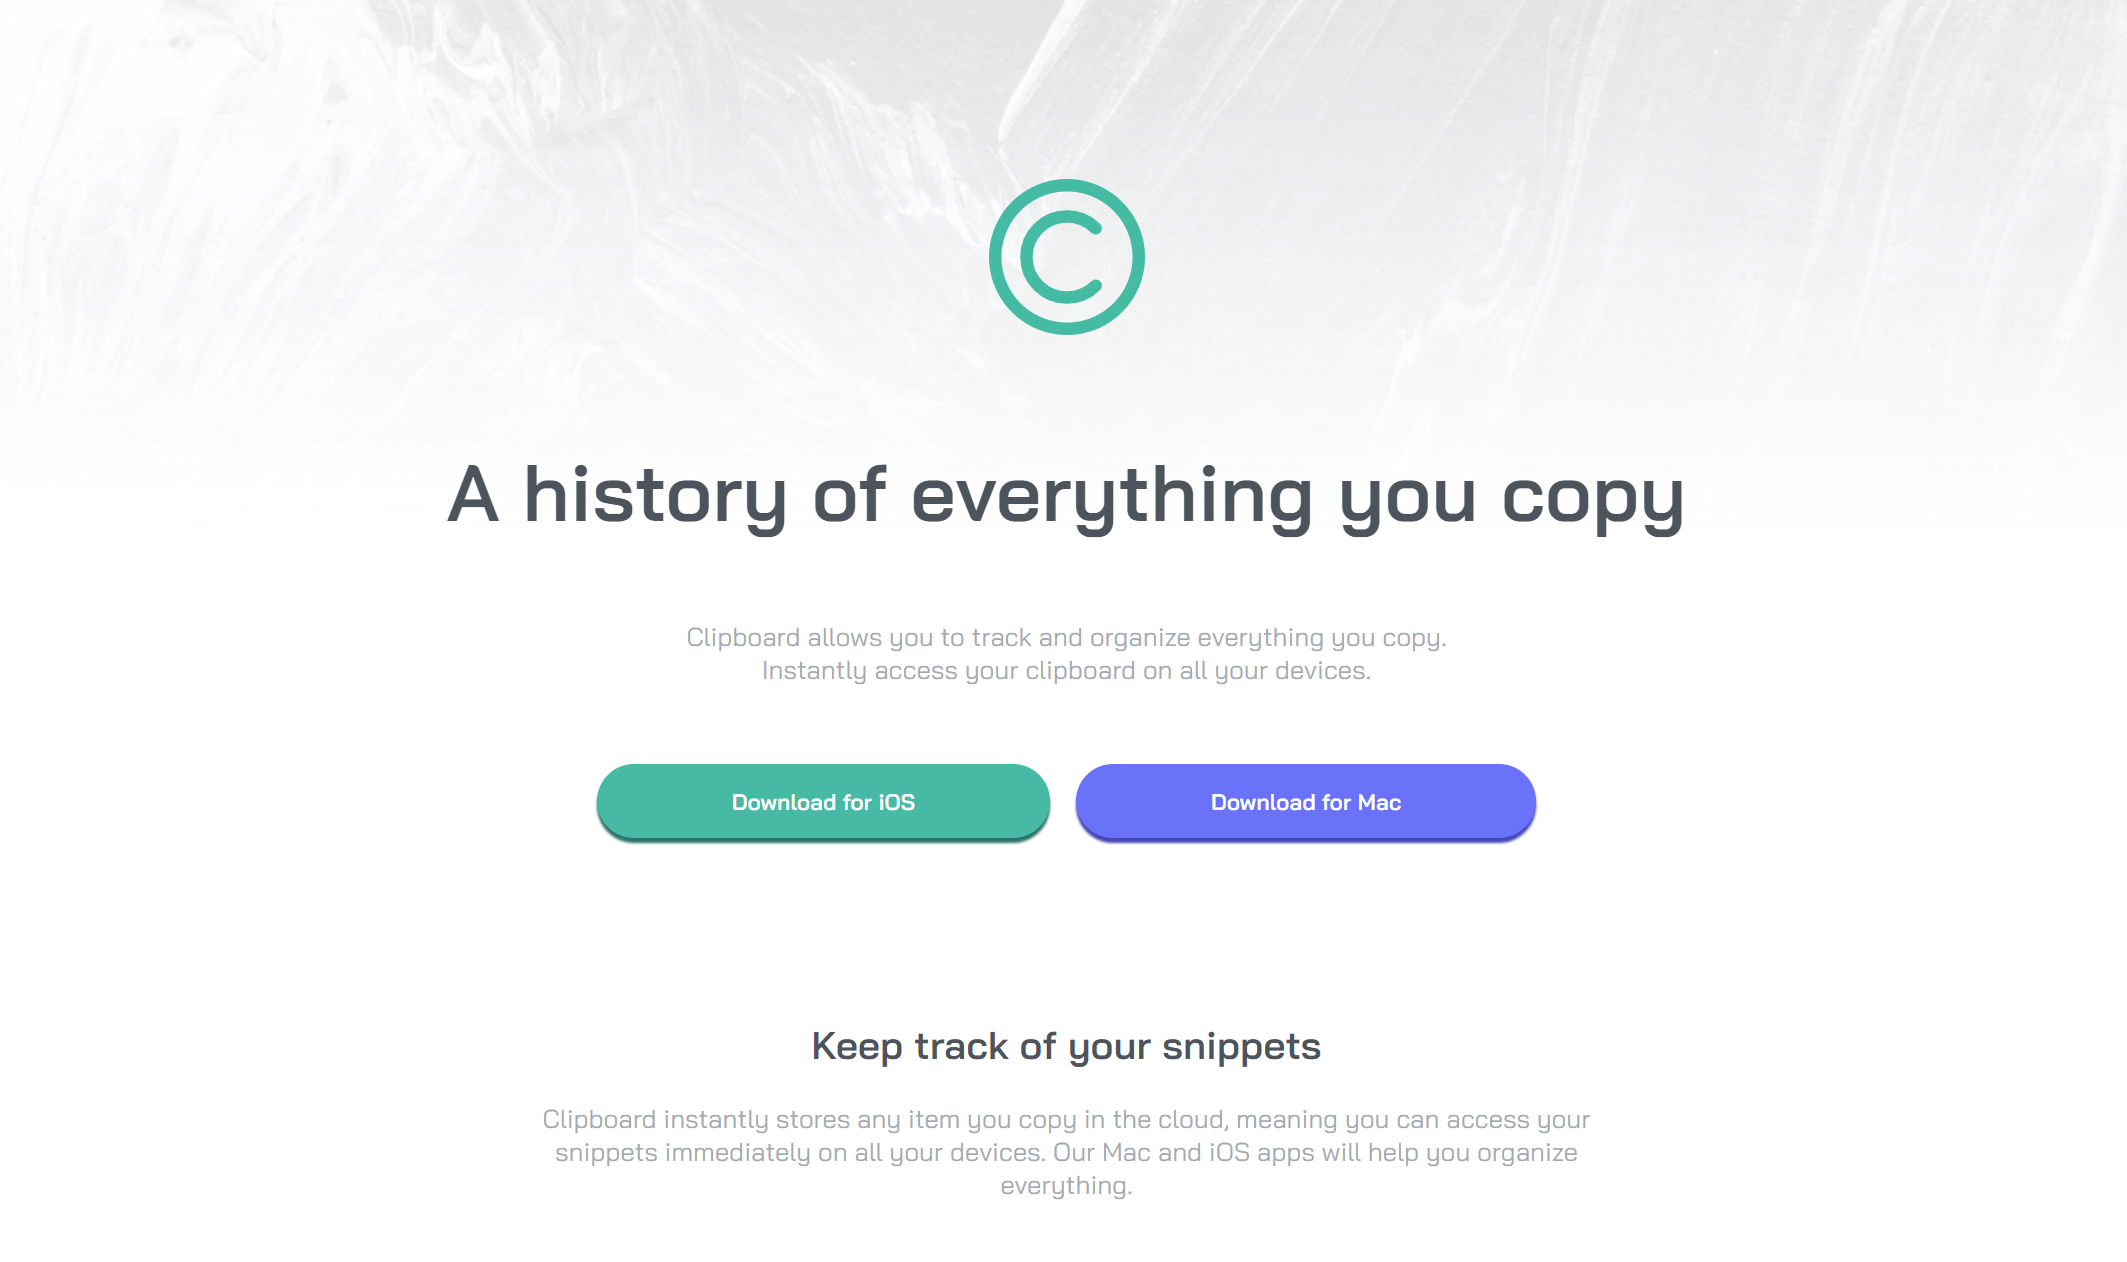 A history of everything you copy
Clipboard allows you to track and organize everything you copy.
Instantly access your clipboard on all your devices.
Download for iOS
Download for Mac
Keep track of your snippets
Clipboard instantly stores any item you copy in the cloud, meaning you can access your
snippets immediately on all your devices. Our Mac and iOS apps will help you organize
everything.